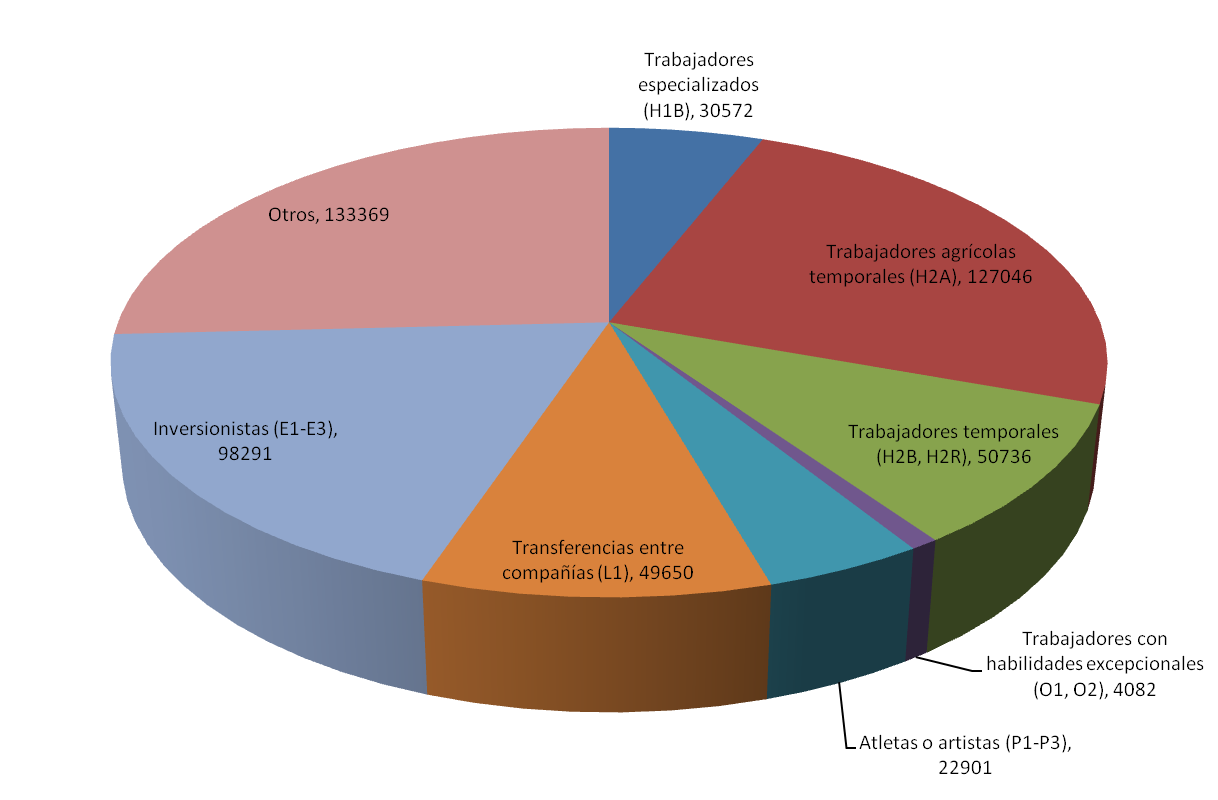 Trabajadores
especializados
(H1B), 30572
Otros, 133369
Trabajadores agrícolas
temporales (H2A), 127046
Inversionistas (E1-E3),
98291
Trabajadores temporales
(H2B, H2R), 50736
Transferencias entre
compañías (L1), 49650
Trabajadores con
habilidades excepcionales
(O1, O2), 4082
Atletas o artistas (P1-P3),
22901